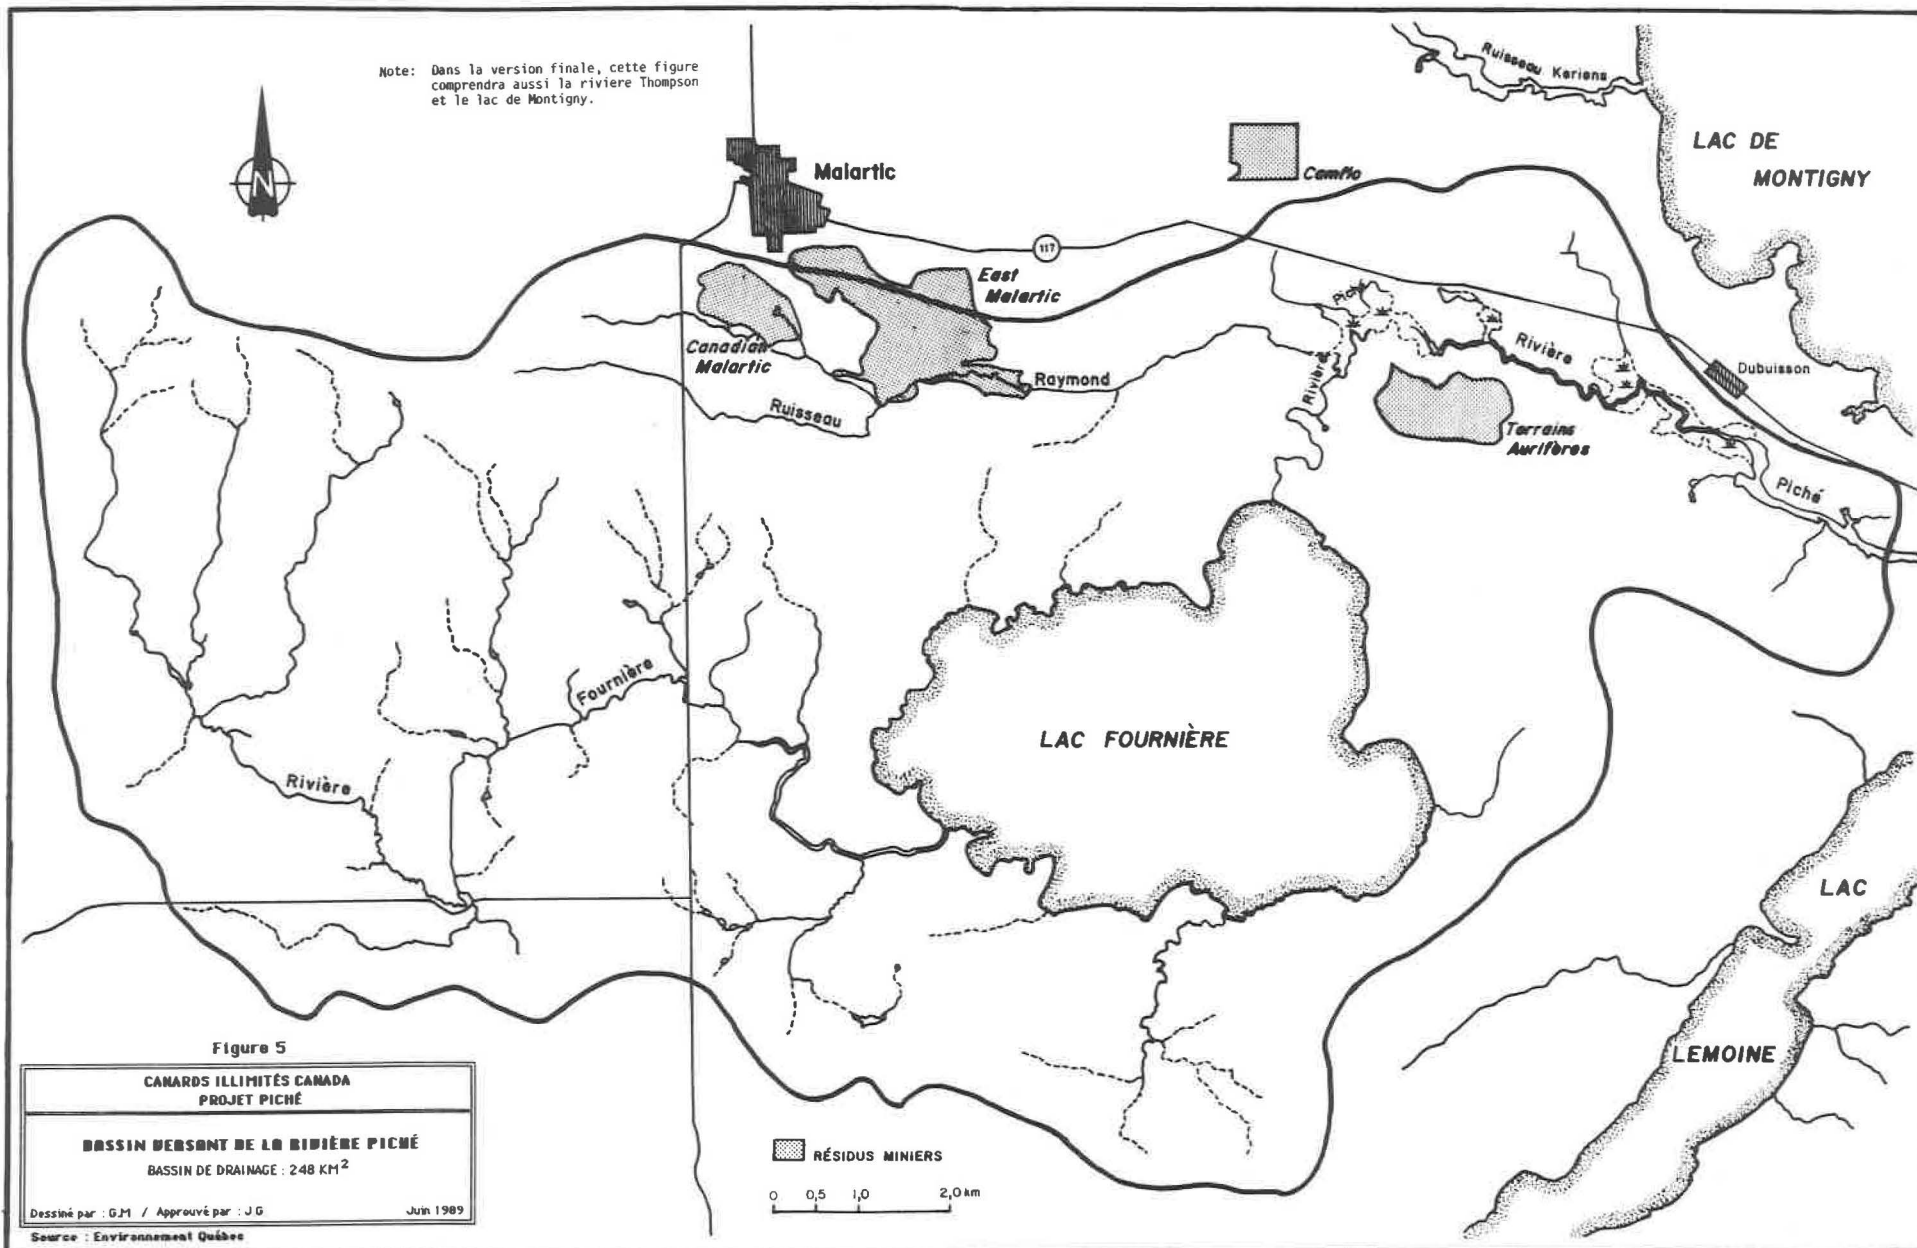 Note: Dans la version finale, cette figure
comprendra aussi la riviere Thompson
et le lac de Montigny.
N
Malartic
117
Camflo
Ruisseau Keriens
LAC DE
MONTIGNY
East
Malartic
Canadian
Malartic
Raymond
Ruisseau
Piché
Rivière
Rivière
Dubuisson
Terrains
Aurifères
Piché
Fournière
Rivière
LAC FOURNIÈRE
LAC
LEMOINE
Figure 5
CANARDS ILLIMITÉS CANADA
PROJET PICHÉ
BASSIN VERSANT DE LA RIVIÈRE PICHÉ
BASSIN DE DRAINAGE : 248 KM²
Dessiné par : G.M / Approuvé par : J G Juin 1989
Source : Environnement Québec
RÉSIDUS MINIERS
0 0,5 1,0 2,0 km